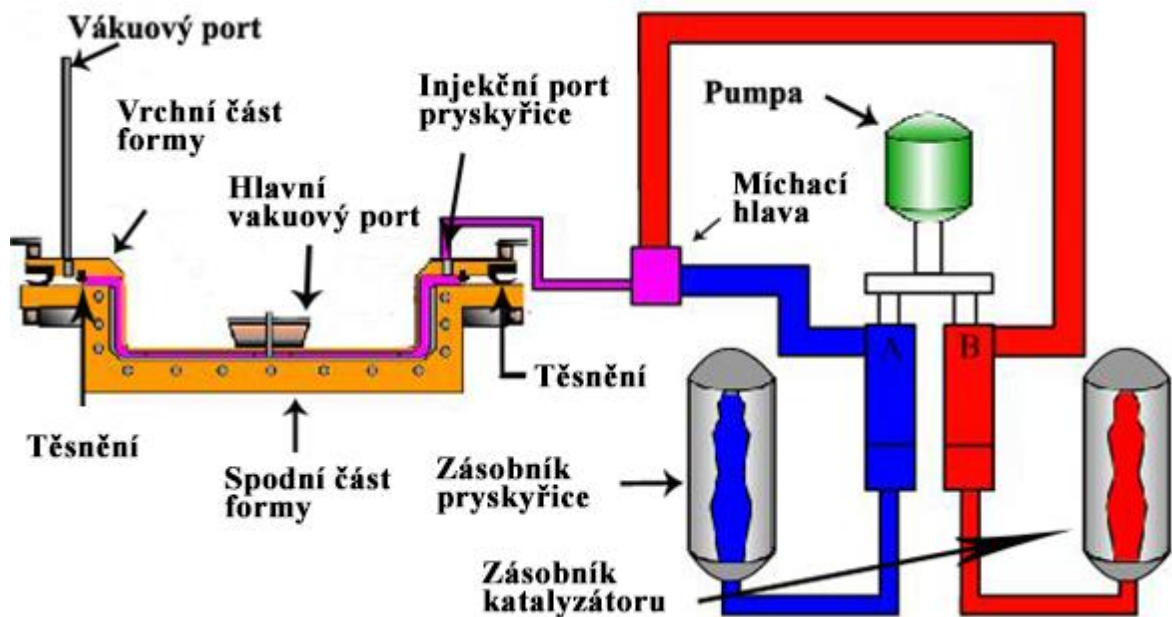 Vákuový port
Vrchní část
formy
Injekční port
pryskyřice
Hlavní
vakuový port
Pumpa
Míchací
hlava
A
B
Těsnění
Těsnění
Spodní část
formy
Zásobník
pryskyřice
Zásobník
katalyzátoru